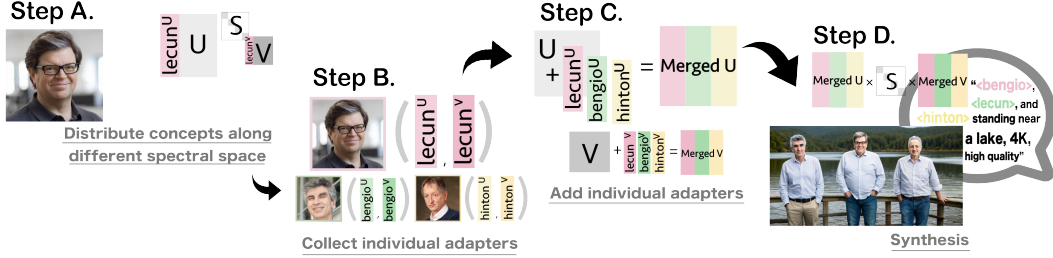 Step A.
lecun U
U
S
lecun V
V
Distribute concepts along
different spectral space
Step B.
( lecun U , lecun V )
( bengio U , bengio V )
( hinton U , hinton V )
Collect individual adapters
Step C.
U + lecun U bengio U hinton U = Merged U
V + lecun V bengio V hinton V = Merged V
Add individual adapters
Step D.
Merged U × S × Merged V
"<bengio>,
<lecun>, and
<hinton> standing near
a lake, 4K,
high quality"
Synthesis